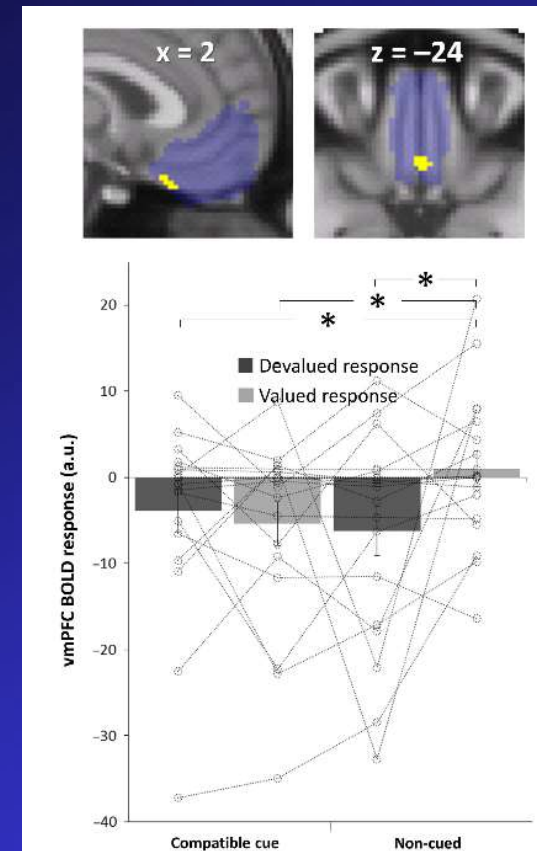 x = 2
z = −24
*
*
*
Devalued response
Valued response
20
10
0
−10
−20
−30
−40
vmPFC BOLD response (a.u.)
Compatible cue
Non-cued